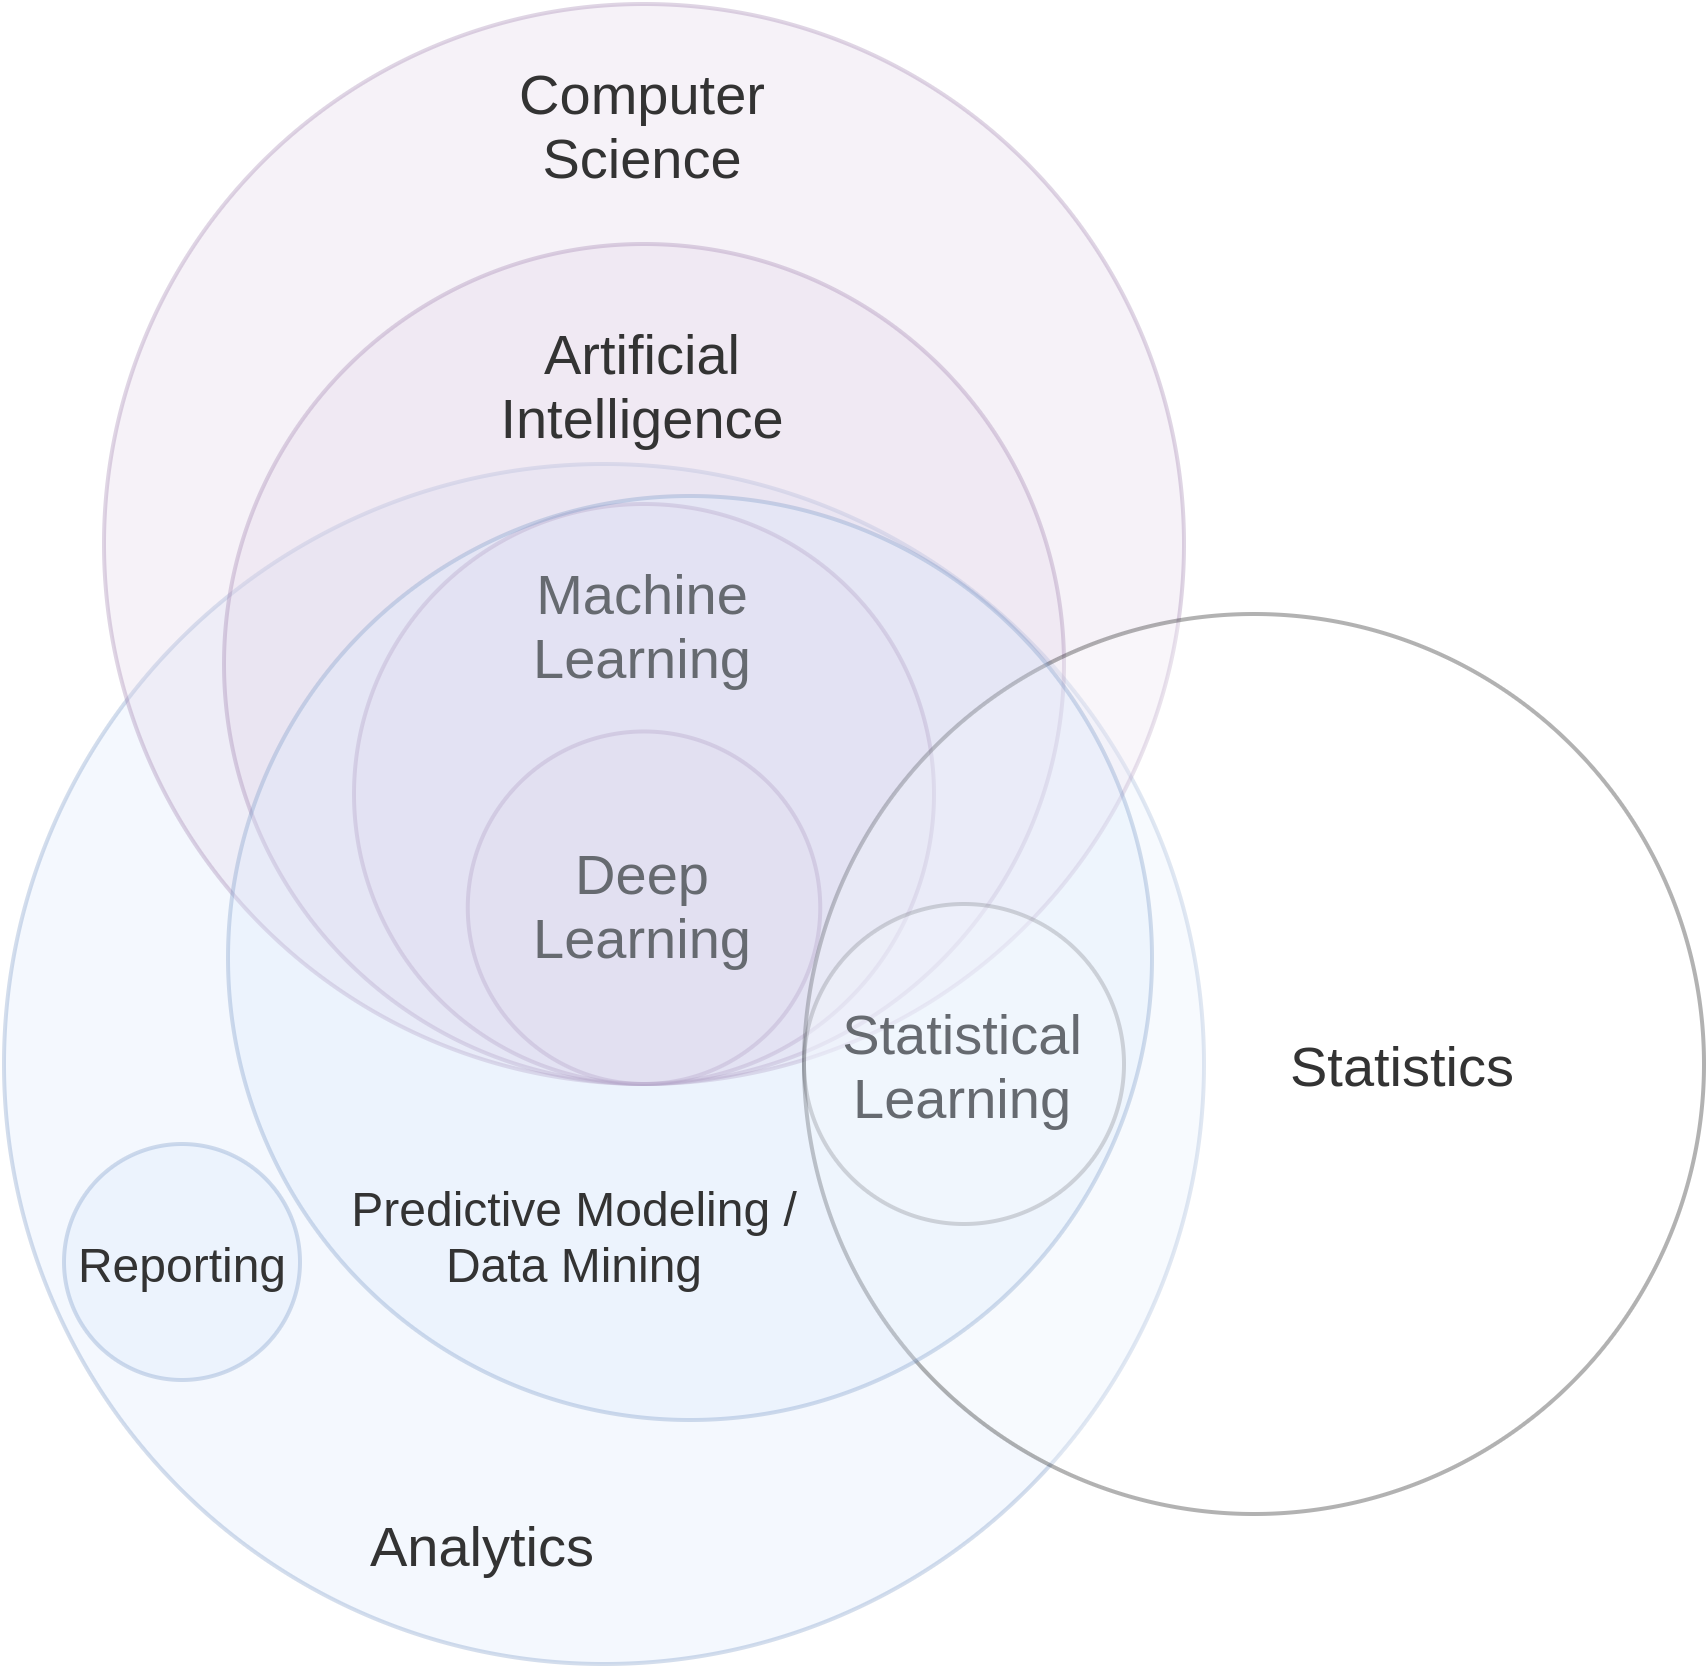 Computer
Science
Artificial
Intelligence
Machine
Learning
Deep
Learning
Statistical
Learning
Statistics
Predictive Modeling /
Data Mining
Reporting
Analytics